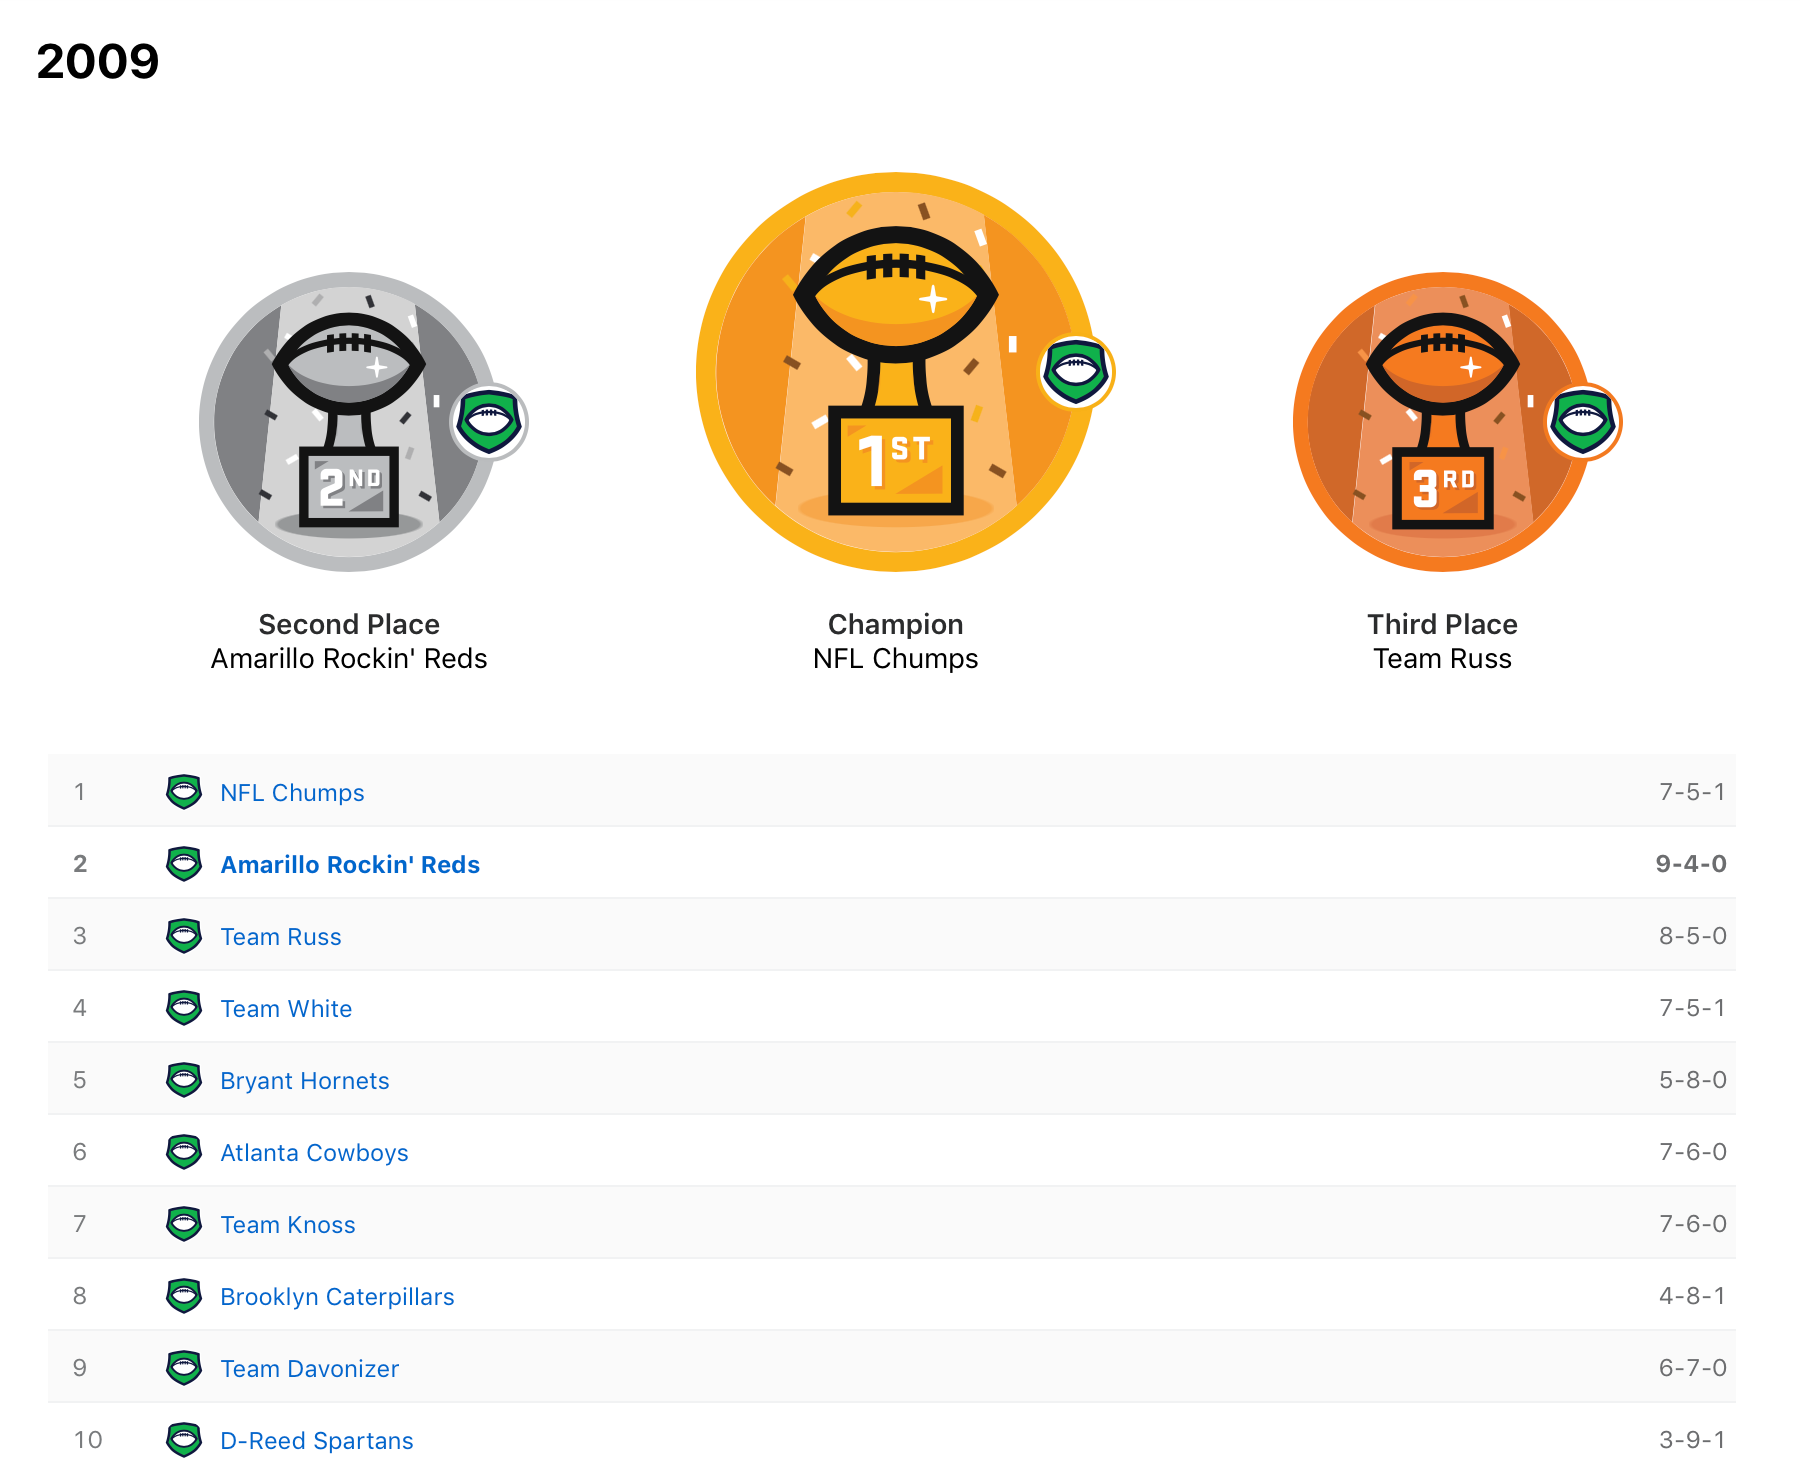 2009
2ND
1ST
3RD
Second Place
Amarillo Rockin' Reds
Champion
NFL Chumps
Third Place
Team Russ
1 NFL Chumps 7-5-1
2 Amarillo Rockin' Reds 9-4-0
3 Team Russ 8-5-0
4 Team White 7-5-1
5 Bryant Hornets 5-8-0
6 Atlanta Cowboys 7-6-0
7 Team Knoss 7-6-0
8 Brooklyn Caterpillars 4-8-1
9 Team Davonizer 6-7-0
10 D-Reed Spartans 3-9-1